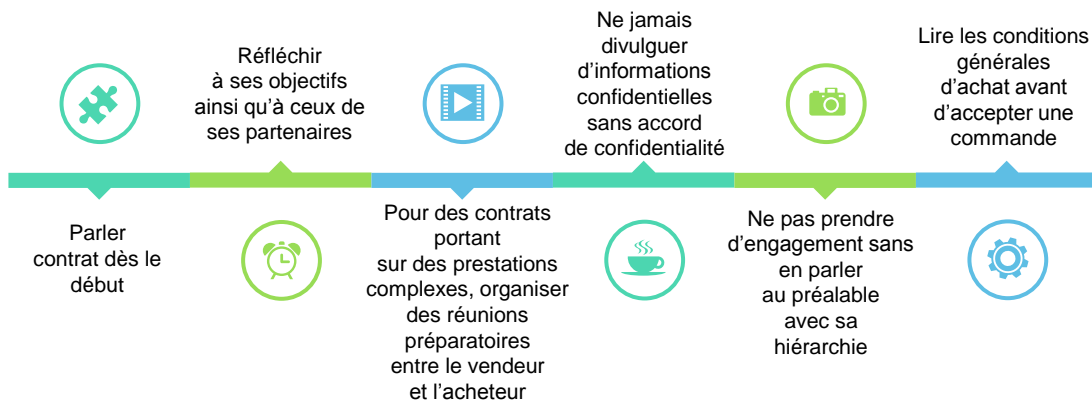 Parler
contrat dès le
début
Réfléchir
à ses objectifs
ainsi qu’à ceux de
ses partenaires
Pour des contrats
portant
sur des prestations
complexes, organiser
des réunions
préparatoires
entre le vendeur
et l’acheteur
Ne jamais
divulguer
d’informations
confidentielles
sans accord
de confidentialité
Ne pas prendre
d’engagement sans
en parler
au préalable
avec sa
hiérarchie
Lire les conditions
générales
d’achat avant
d’accepter une
commande